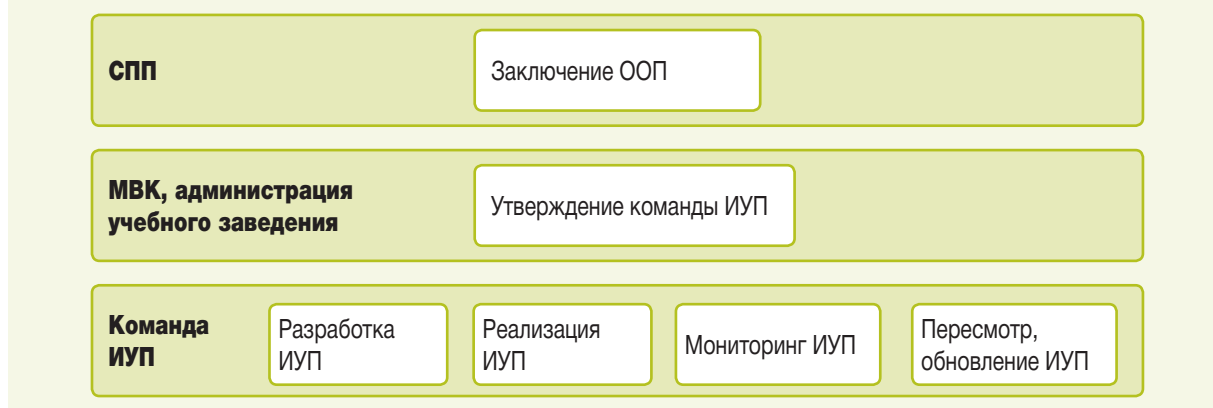 СПП
Заключение ООП
МВК, администрация
учебного заведения
Утверждение команды ИУП
Команда
ИУП
Разработка
ИУП
Реализация
ИУП
Мониторинг ИУП
Пересмотр,
обновление ИУП